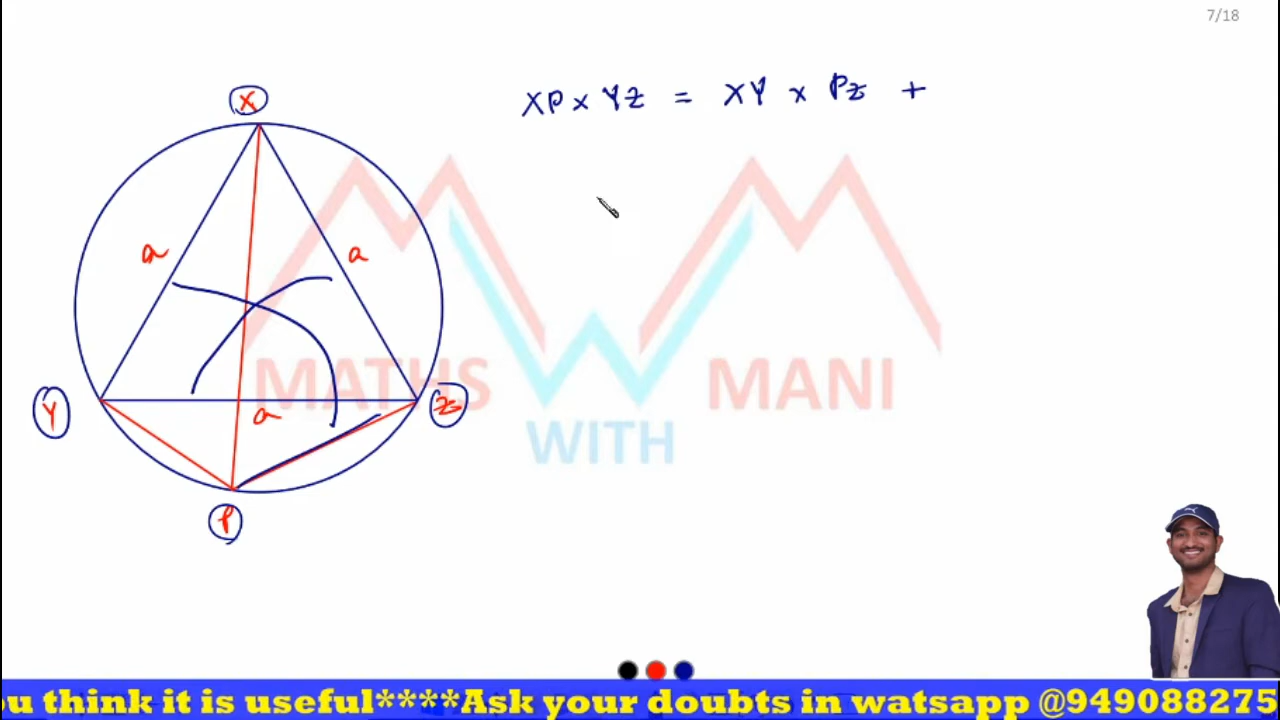 7/18
XP × YZ = XY × PZ +
X
a
a
MATHS MANI
Y
a
Z
WITH
P
ou think it is useful****Ask your doubts in watsapp @949088275